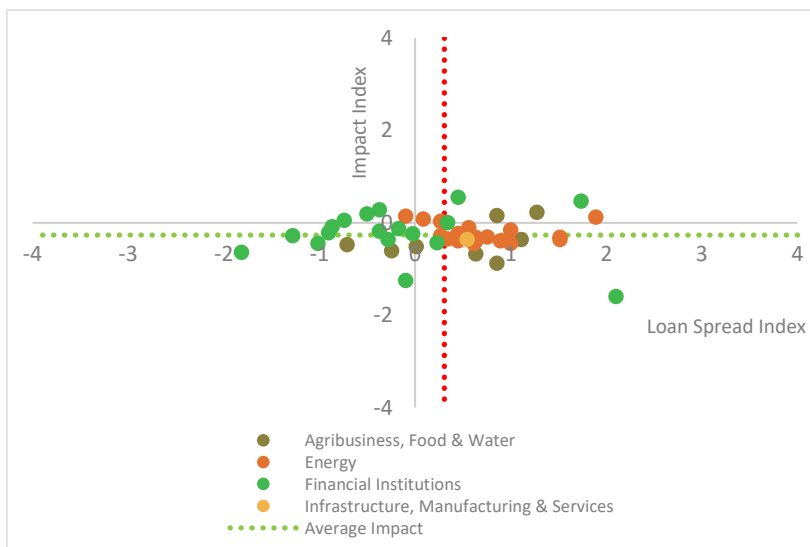 4
2
0
-2
-4
-4
-3
-2
-1
0
1
2
3
4
Impact Index
Loan Spread Index
Agribusiness, Food & Water
Energy
Financial Institutions
Infrastructure, Manufacturing & Services
Average Impact